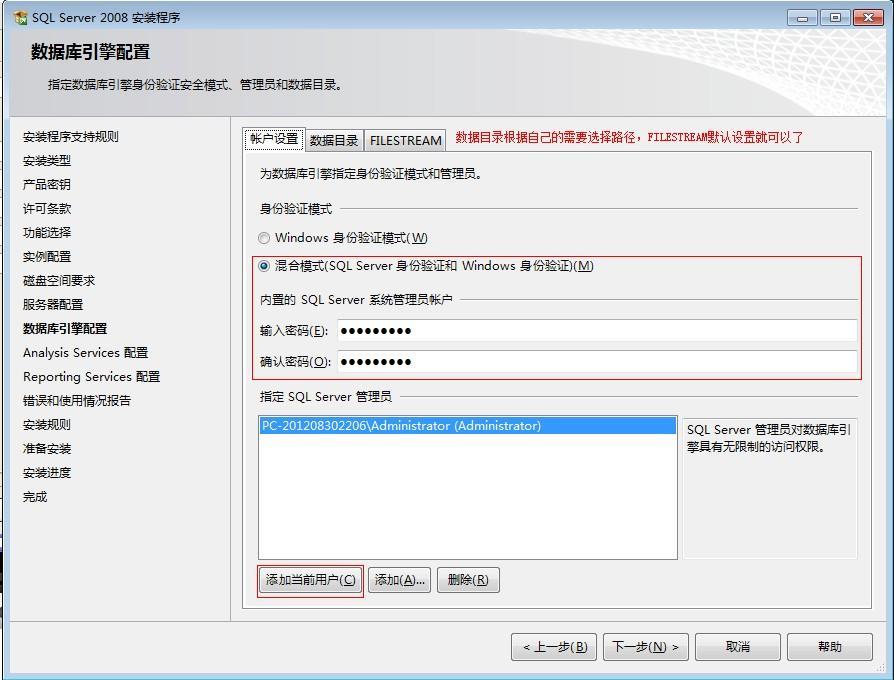 SQL Server 2008 安装程序
数据库引擎配置
指定数据库引擎身份验证安全模式、管理员和数据目录。
安装程序支持规则
安装类型
产品密钥
许可条款
功能选择
实例配置
磁盘空间要求
服务器配置
数据库引擎配置
Analysis Services 配置
Reporting Services 配置
错误和使用情况报告
安装规则
准备安装
安装进度
完成
帐户设置 数据目录 FILESTREAM 数据目录根据自己的需要选择路径，FILESTREAM默认设置就可以了
为数据库引擎指定身份验证模式和管理员。
身份验证模式
Windows 身份验证模式(W)
混合模式(SQL Server 身份验证和 Windows 身份验证)(M)
内置的 SQL Server 系统管理员帐户
输入密码(E): ●●●●●●●●●
确认密码(O): ●●●●●●●●●
指定 SQL Server 管理员
PC-201208302206\Administrator (Administrator)
SQL Server 管理员对数据库引
擎具有无限制的访问权限。
添加当前用户(C) 添加(A)... 删除(R)
< 上一步(B) 下一步(N) > 取消 帮助